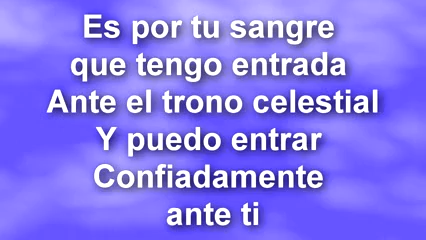 Es por tu sangre
que tengo entrada
Ante el trono celestial
Y puedo entrar
Confiadamente
ante ti